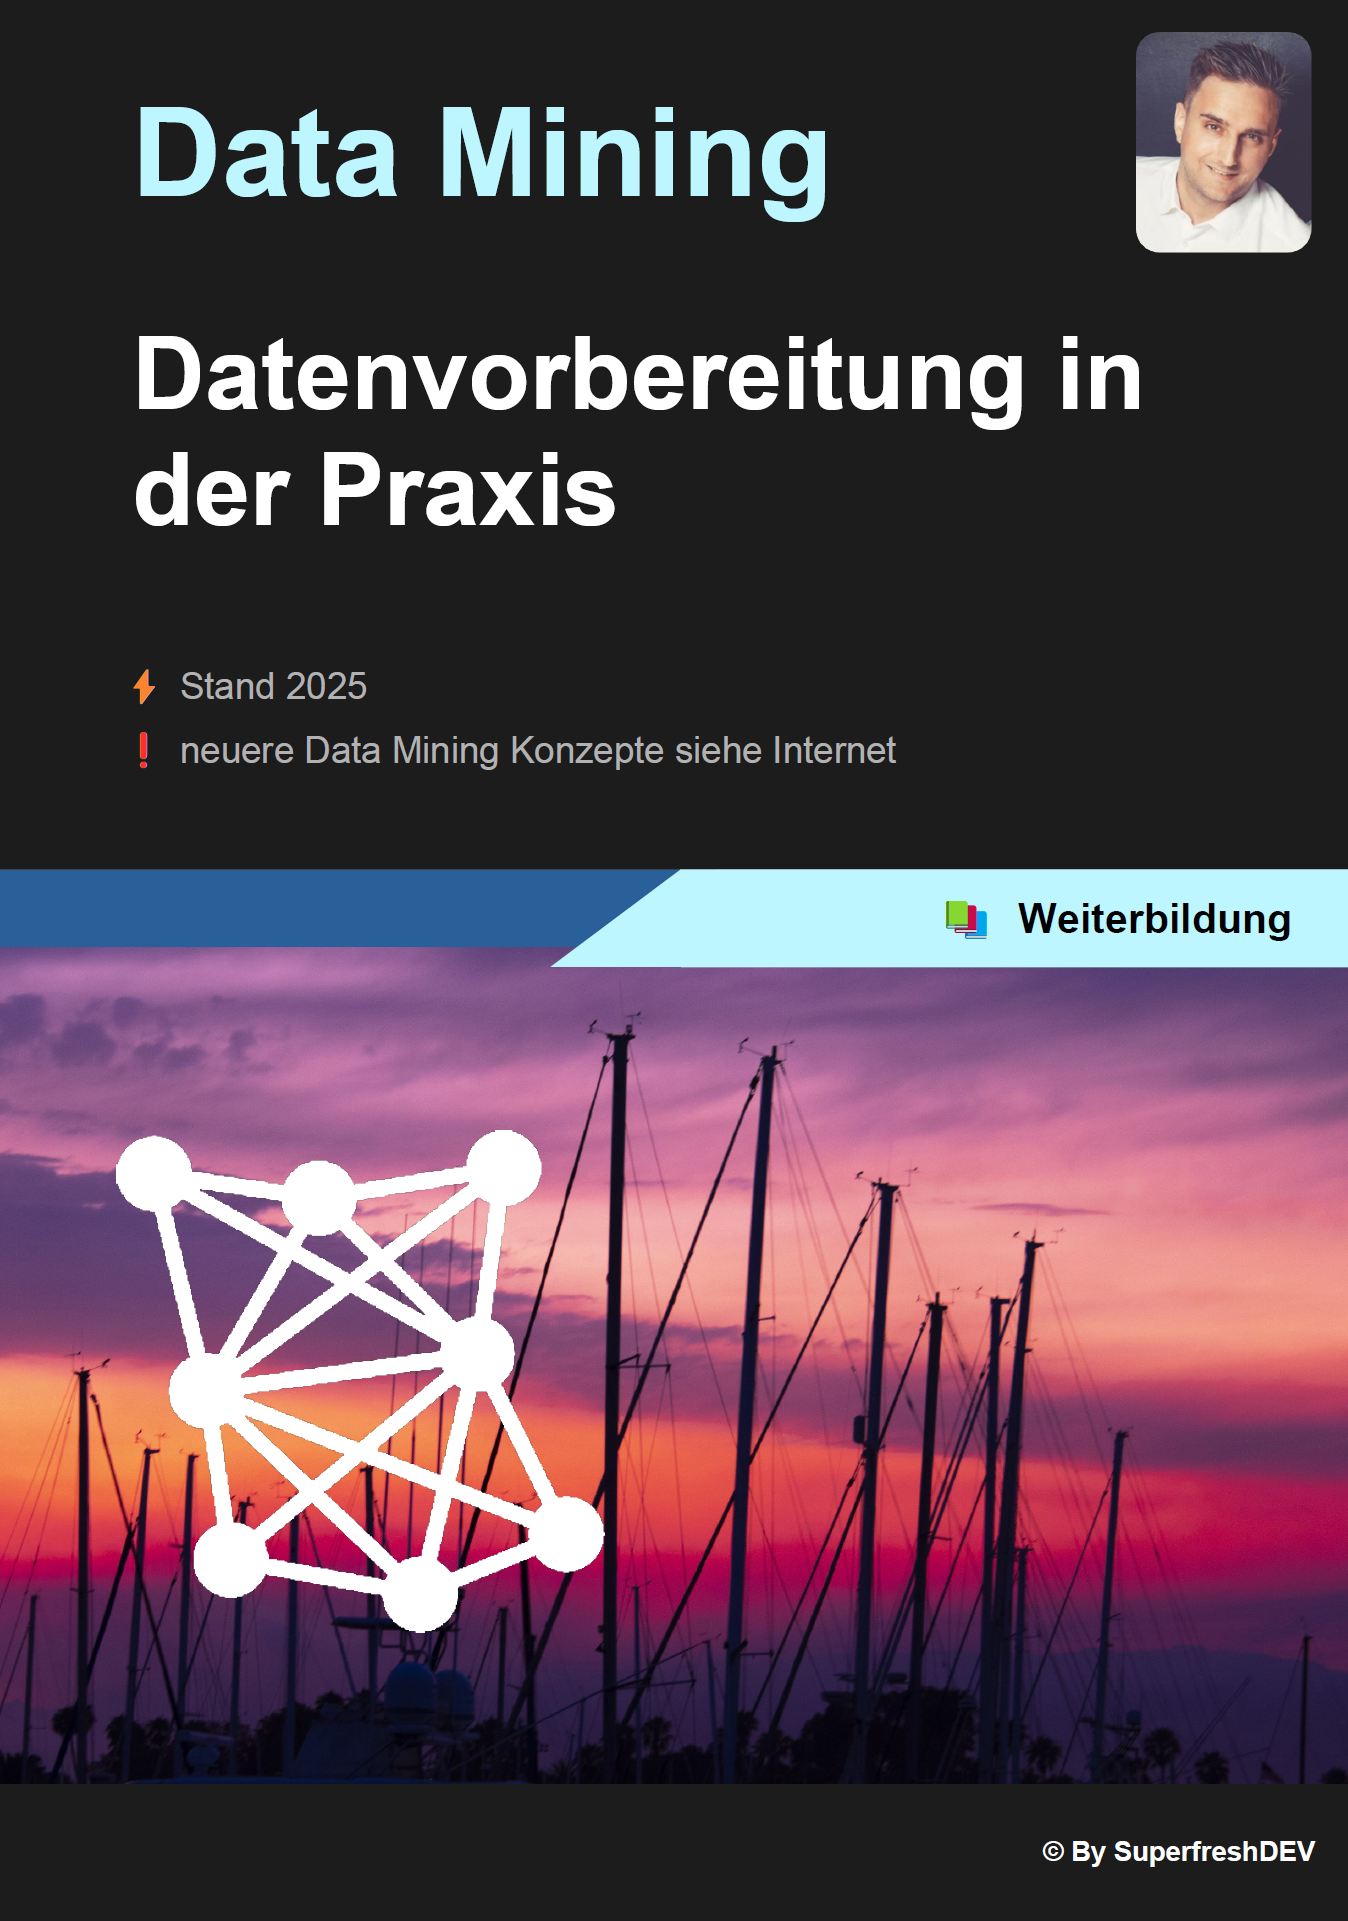 Data Mining
Datenvorbereitung in
der Praxis
Stand 2025
neuere Data Mining Konzepte siehe Internet
Weiterbildung
© By SuperfreshDEV